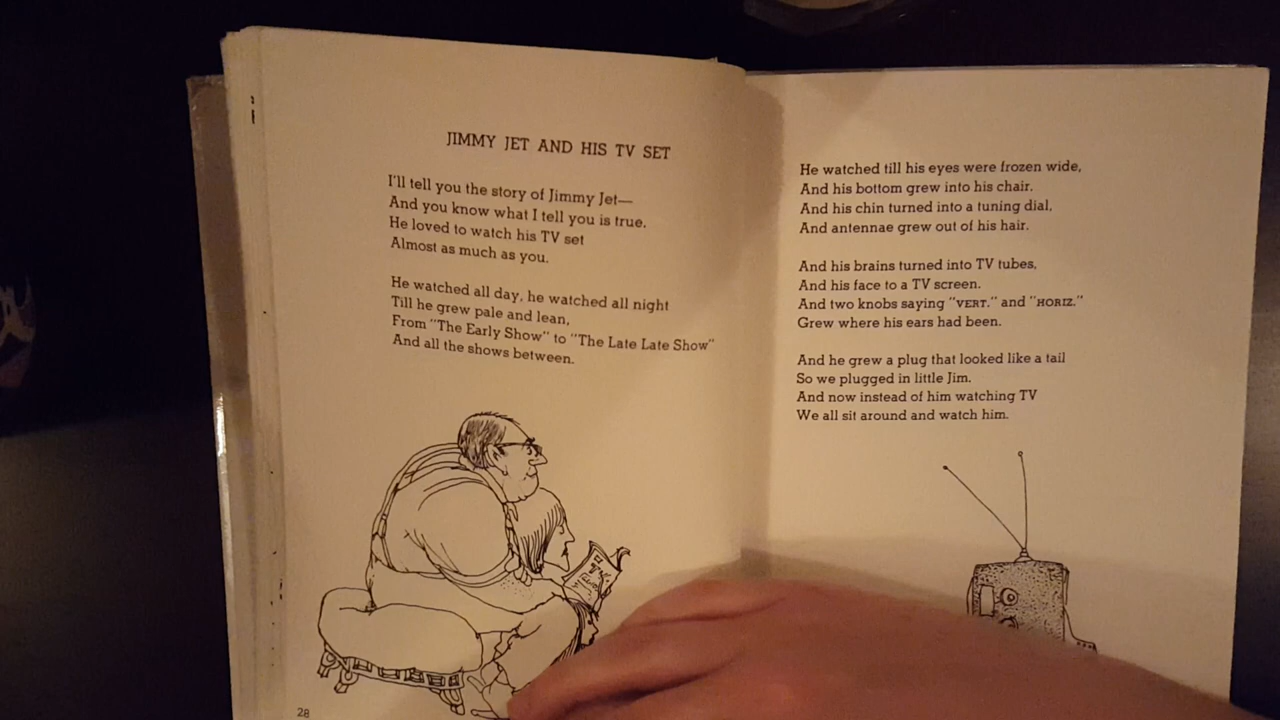 JIMMY JET AND HIS TV SET
I'll tell you the story of Jimmy Jet—
And you know what I tell you is true.
He loved to watch his TV set
Almost as much as you.
He watched all day, he watched all night
Till he grew pale and lean,
From "The Early Show" to "The Late Late Show"
And all the shows between.
28
He watched till his eyes were frozen wide,
And his bottom grew into his chair.
And his chin turned into a tuning dial,
And antennae grew out of his hair.
And his brains turned into TV tubes,
And his face to a TV screen.
And two knobs saying "VERT." and "HORIZ."
Grew where his ears had been.
And he grew a plug that looked like a tail
So we plugged in little Jim.
And now instead of him watching TV
We all sit around and watch him.